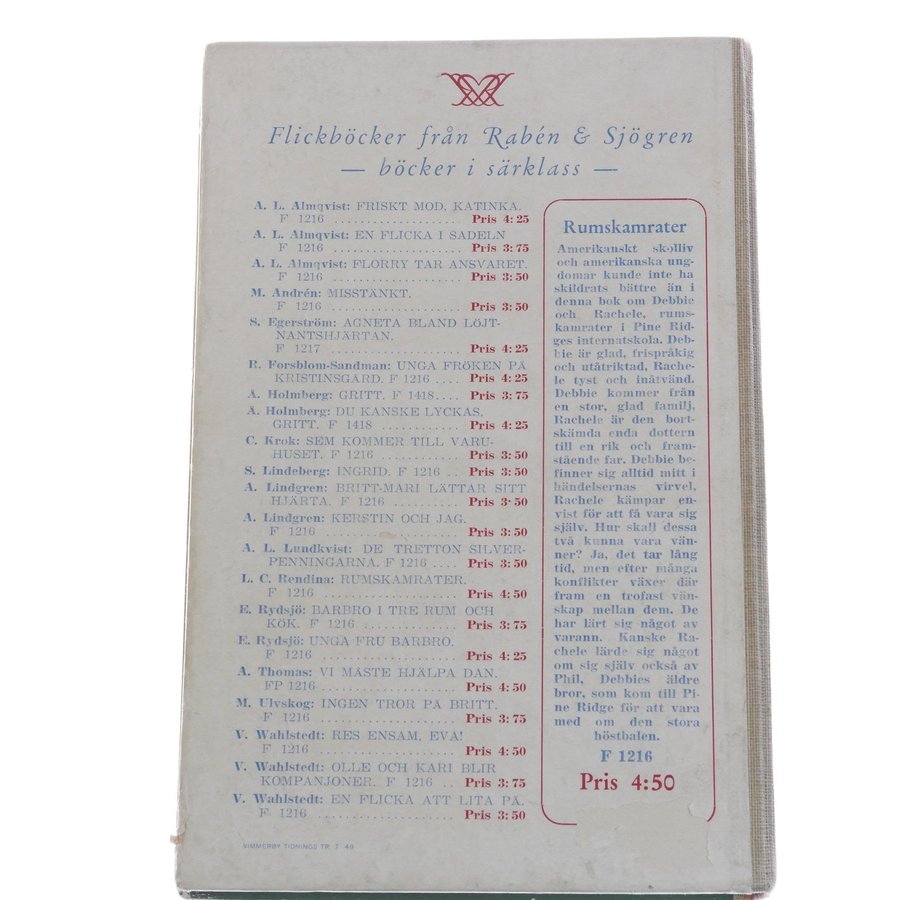 Flickböcker från Rabén & Sjögren
— böcker i särklass —
A. L. Almqvist: FRISKT MOD, KATINKA.
F 1216 .................. Pris 4:25
A. L. Almqvist: EN FLICKA I SADELN
F 1216 .................. Pris 3:75
A. L. Almqvist: FLORRY TAR ANSVARET.
F 1216 .................. Pris 3:50
M. Andrén: MISSTÄNKT.
F 1216 .................. Pris 3:50
S. Egerström: AGNETA BLAND LÖJT-
NANTSHJÄRTAN.
F 1217 .................. Pris 4:25
R. Forsblom-Sandman: UNGA FRÖKEN PÅ
KRISTINSGÅRD. F 1216 .... Pris 4:25
Å. Holmberg: GRITT. F 1418.... Pris 3:75
Å. Holmberg: DU KANSKE LYCKAS,
GRITT. F 1418 ............ Pris 4:25
C. Krok: SEM KOMMER TILL VARU-
HUSET. F 1216 ............ Pris 3:50
S. Lindeberg: INGRID. F 1216 .. Pris 3:50
A. Lindgren: BRITT-MARI LÄTTAR SITT
HJÄRTA. F 1216 .......... Pris 3:50
A. Lindgren: KERSTIN OCH JAG.
F 1216 .................. Pris 3:50
A. L. Lundkvist: DE TRETTON SILVER-
PENNINGARNA. F 1216 .... Pris 3:50
L. C. Rendina: RUMSKAMRATER.
F 1216 .................... Pris 4:50
E. Rydsjö: BARBRO I TRE RUM OCH
KÖK. F 1216 .............. Pris 3:75
E. Rydsjö: UNGA FRU BARBRO.
F 1216 .................... Pris 4:25
A. Thomas: VI MÅSTE HJÄLPA DAN.
FP 1216 .................... Pris 4:50
M. Ulvskog: INGEN TROR PÅ BRITT.
F 1216 .................... Pris 3:75
V. Wahlstedt: RES ENSAM, EVA!
F 1216 .................... Pris 4:50
V. Wahlstedt: OLLE OCH KARI BLIR
KOMPANJONER. F 1216 .. Pris 3:75
V. Wahlstedt: EN FLICKA ATT LITA PÅ.
F 1216 .................... Pris 3:50
VIMMERBY TIDNINGS TR. 7 49
Rumskamrater
Amerikanskt skolliv
och amerikanska ung-
domar kunde inte ha
skildrats bättre än i
denna bok om Debbie
och Rachele, rums-
kamrater i Pine Rid-
ges internatskola. Deb-
bie är glad, frispråkig
och utåtriktad, Rache-
le tyst och inåtvänd.
Debbie kommer från
en stor, glad familj,
Rachele är den bort-
skämda enda dottern
till en rik och fram-
stående far. Debbie be-
finner sig alltid mitt i
händelsernas virvel,
Rachele kämpar en-
vist för att få vara sig
själv. Hur skall dessa
två kunna vara vän-
ner? Ja, det tar lång
tid, men efter många
konflikter växer där
fram en trofast vän-
skap mellan dem. De
har lärt sig något av
varann. Kanske Ra-
chele lärde sig något
om sig själv också av
Phil, Debbies äldre
bror, som kom till Pi-
ne Ridge för att vara
med om den stora
höstbalen.
F 1216
Pris 4:50